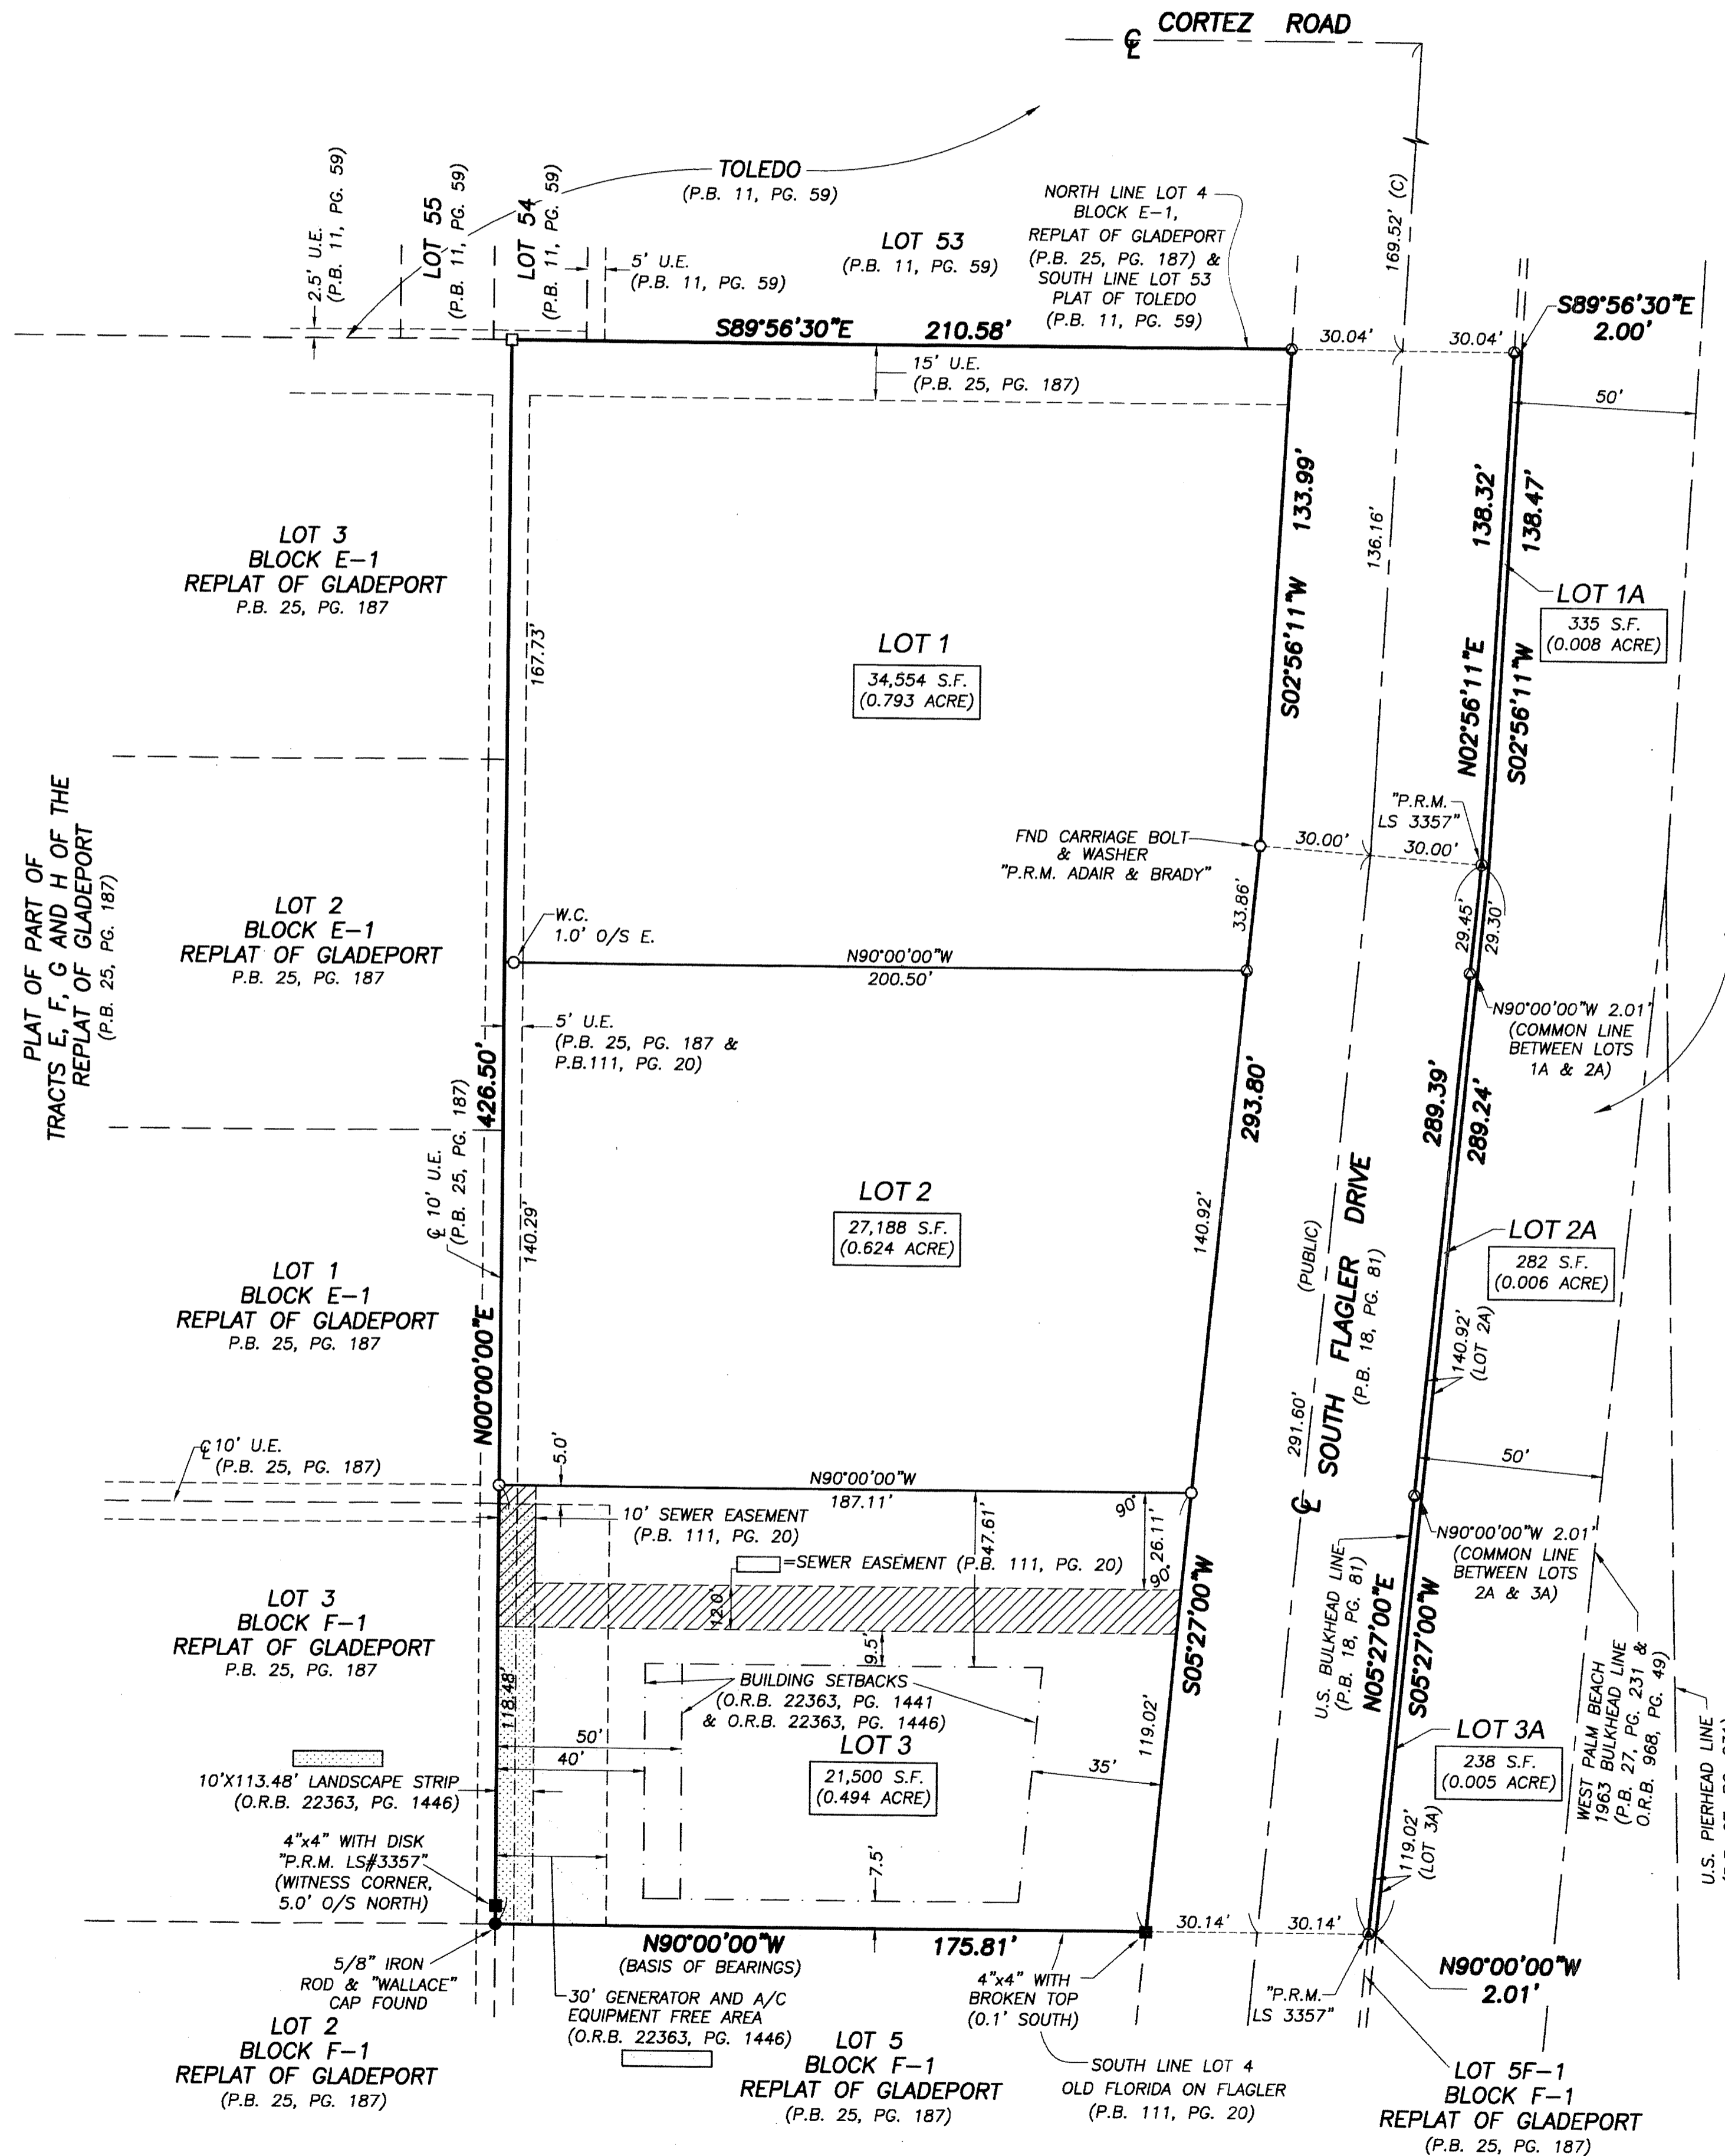 CORTEZ ROAD
℄
TOLEDO
(P.B. 11, PG. 59)
2.5' U.E.
(P.B. 11, PG. 59)
LOT 55
(P.B. 11, PG. 59)
LOT 54
(P.B. 11, PG. 59)
5' U.E.
(P.B. 11, PG. 59)
LOT 53
(P.B. 11, PG. 59)
NORTH LINE LOT 4
BLOCK E-1,
REPLAT OF GLADEPORT
(P.B. 25, PG. 187) &
SOUTH LINE LOT 53
PLAT OF TOLEDO
(P.B. 11, PG. 59)
169.52' (C)
S89°56'30"E 210.58'
30.04'
30.04'
S89°56'30"E
2.00'
15' U.E.
(P.B. 25, PG. 187)
50'
133.99'
S02°56'11"W
136.16'
138.32'
138.47'
N02°56'11"E
S02°56'11"W
LOT 1A
335 S.F.
(0.008 ACRE)
LOT 3
BLOCK E-1
REPLAT OF GLADEPORT
P.B. 25, PG. 187
167.73'
LOT 1
34,554 S.F.
(0.793 ACRE)
"P.R.M.
LS 3357"
FND CARRIAGE BOLT
& WASHER
"P.R.M. ADAIR & BRADY"
30.00'
30.00'
33.86'
29.45'
29.30'
PLAT OF PART OF
TRACTS E, F, G AND H OF THE
REPLAT OF GLADEPORT
(P.B. 25, PG. 187)
LOT 2
BLOCK E-1
REPLAT OF GLADEPORT
P.B. 25, PG. 187
W.C.
1.0' O/S E.
N90°00'00"W
200.50'
N90°00'00"W 2.01'
(COMMON LINE
BETWEEN LOTS
1A & 2A)
5' U.E.
(P.B. 25, PG. 187 &
P.B.111, PG. 20)
426.50'
N00°00'00"E
℄ 10' U.E.
(P.B. 25, PG. 187)
140.29'
293.80'
289.39'
289.24'
LOT 2
27,188 S.F.
(0.624 ACRE)
140.92'
LOT 1
BLOCK E-1
REPLAT OF GLADEPORT
P.B. 25, PG. 187
(PUBLIC)
℄ SOUTH FLAGLER DRIVE
(P.B. 18, PG. 81)
291.60'
LOT 2A
282 S.F.
(0.006 ACRE)
140.92'
(LOT 2A)
50'
℄ 10' U.E.
(P.B. 25, PG. 187)
5.0'
N90°00'00"W
187.11'
10' SEWER EASEMENT
(P.B. 111, PG. 20)
=SEWER EASEMENT (P.B. 111, PG. 20)
47.61'
90°
26.11'
90°
12.0'
9.5'
S05°27'00"W
U.S. BULKHEAD LINE
(P.B. 18, PG. 81)
N05°27'00"E
S05°27'00"W
N90°00'00"W 2.01'
(COMMON LINE
BETWEEN LOTS
2A & 3A)
LOT 3
BLOCK F-1
REPLAT OF GLADEPORT
P.B. 25, PG. 187
118.48'
BUILDING SETBACKS
(O.R.B. 22363, PG. 1441
& O.R.B. 22363, PG. 1446)
50'
40'
LOT 3
21,500 S.F.
(0.494 ACRE)
35'
119.02'
7.5'
LOT 3A
238 S.F.
(0.005 ACRE)
119.02'
(LOT 3A)
WEST PALM BEACH
1963 BULKHEAD LINE
(P.B. 27, PG. 231 &
O.R.B. 968, PG. 49)
U.S. PIERHEAD LINE
10'X113.48' LANDSCAPE STRIP
(O.R.B. 22363, PG. 1446)
4"x4" WITH DISK
"P.R.M. LS#3357"
(WITNESS CORNER,
5.0' O/S NORTH)
5/8" IRON
ROD & "WALLACE"
CAP FOUND
N90°00'00"W 175.81'
(BASIS OF BEARINGS)
30.14'
30.14'
N90°00'00"W
2.01'
30' GENERATOR AND A/C
EQUIPMENT FREE AREA
(O.R.B. 22363, PG. 1446)
4"x4" WITH
BROKEN TOP
(0.1' SOUTH)
"P.R.M.
LS 3357"
LOT 2
BLOCK F-1
REPLAT OF GLADEPORT
(P.B. 25, PG. 187)
LOT 5
BLOCK F-1
REPLAT OF GLADEPORT
(P.B. 25, PG. 187)
SOUTH LINE LOT 4
OLD FLORIDA ON FLAGLER
(P.B. 111, PG. 20)
LOT 5F-1
BLOCK F-1
REPLAT OF GLADEPORT
(P.B. 25, PG. 187)